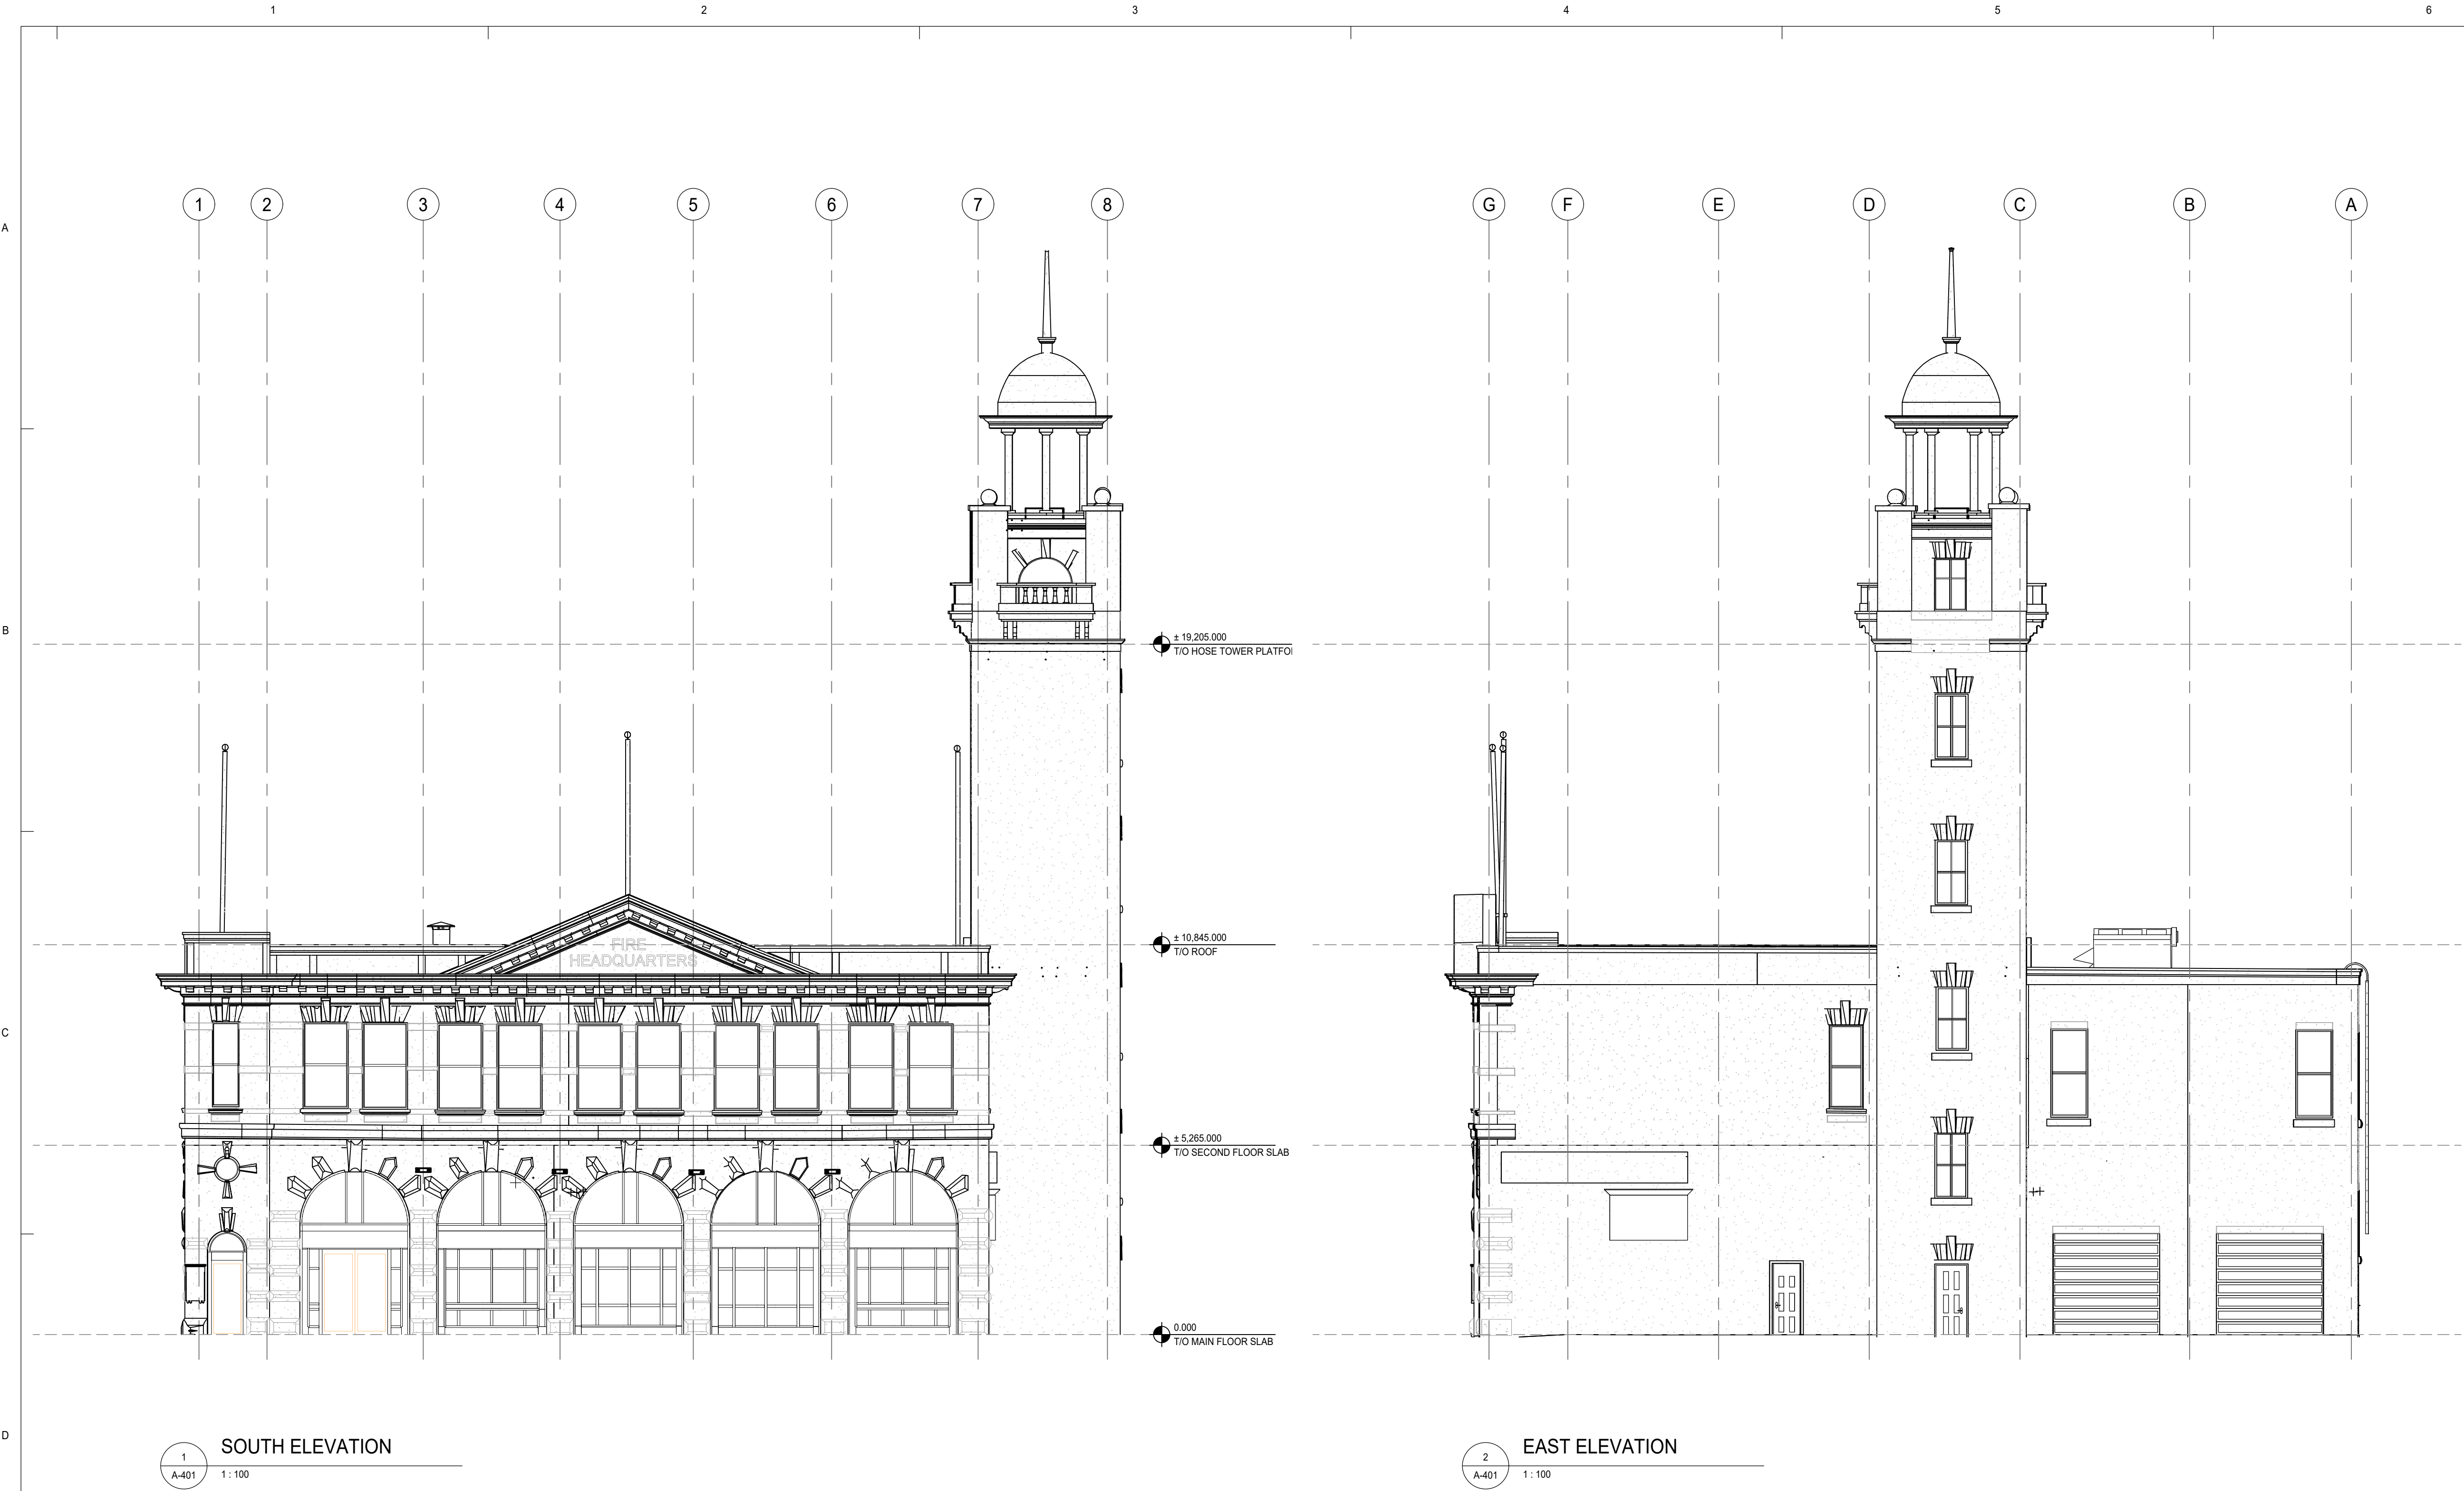 1 2 3 4 5 6
A
B
C
D
1 2 3 4 5 6 7 8
G F E D C B A
± 19,205.000
T/O HOSE TOWER PLATFO
± 10,845.000
T/O ROOF
FIRE
HEADQUARTERS
± 5,265.000
T/O SECOND FLOOR SLAB
0.000
T/O MAIN FLOOR SLAB
1
A-401
SOUTH ELEVATION
1 : 100
2
A-401
EAST ELEVATION
1 : 100